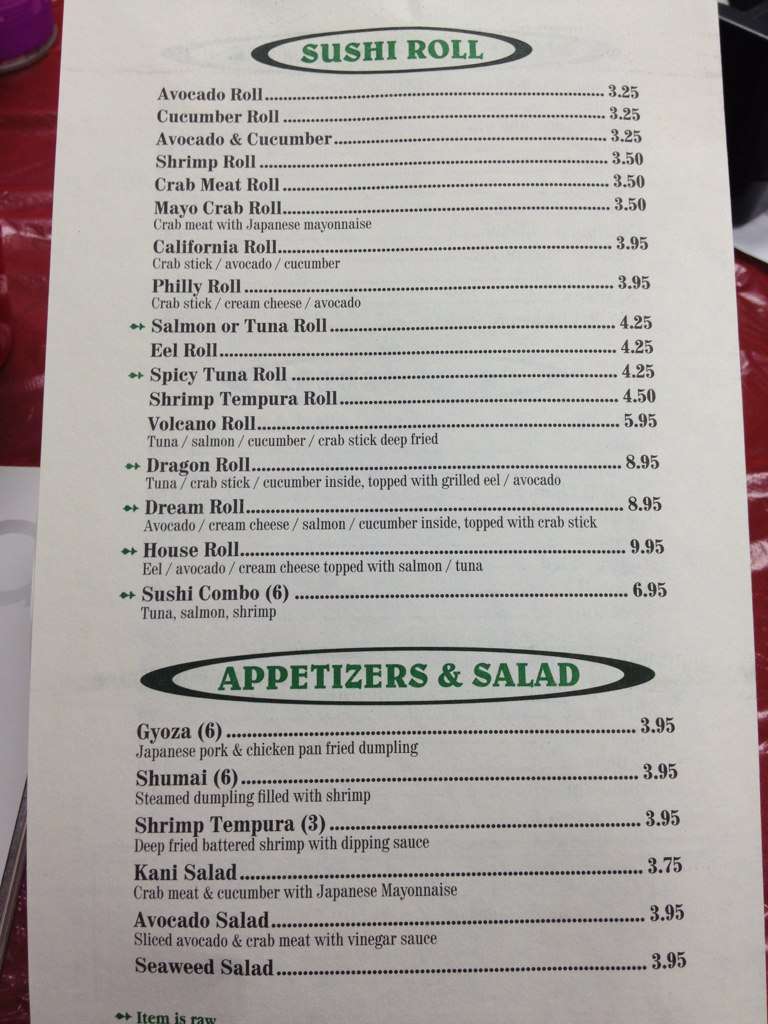 SUSHI ROLL
Avocado Roll 3.25
Cucumber Roll 3.25
Avocado & Cucumber 3.25
Shrimp Roll 3.50
Crab Meat Roll 3.50
Mayo Crab Roll 3.50
Crab meat with Japanese mayonnaise
California Roll 3.95
Crab stick / avocado / cucumber
Philly Roll 3.95
Crab stick / cream cheese / avocado
Salmon or Tuna Roll 4.25
Eel Roll 4.25
Spicy Tuna Roll 4.25
Shrimp Tempura Roll 4.50
Volcano Roll 5.95
Tuna / salmon / cucumber / crab stick deep fried
Dragon Roll 8.95
Tuna / crab stick / cucumber inside, topped with grilled eel / avocado
Dream Roll 8.95
Avocado / cream cheese / salmon / cucumber inside, topped with crab stick
House Roll 9.95
Eel / avocado / cream cheese topped with salmon / tuna
Sushi Combo (6) 6.95
Tuna, salmon, shrimp
APPETIZERS & SALAD
Gyoza (6) 3.95
Japanese pork & chicken pan fried dumpling
Shumai (6) 3.95
Steamed dumpling filled with shrimp
Shrimp Tempura (3) 3.95
Deep fried battered shrimp with dipping sauce
Kani Salad 3.75
Crab meat & cucumber with Japanese Mayonnaise
Avocado Salad 3.95
Sliced avocado & crab meat with vinegar sauce
Seaweed Salad 3.95
Item is raw